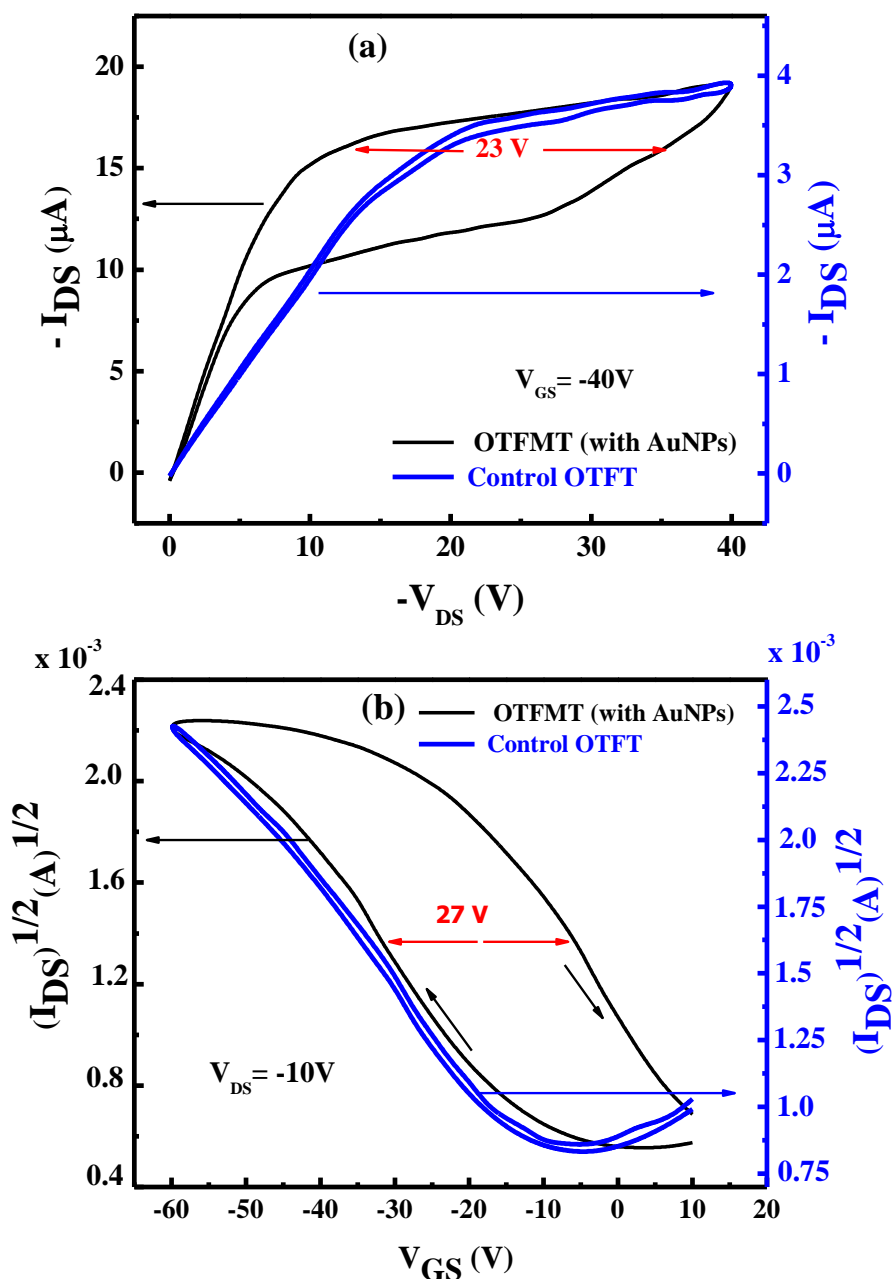 (a)
20
15
10
5
0
- I_DS (µA)
4
3
2
1
0
- I_DS (µA)
23 V
V_GS= -40V
OTFMT (with AuNPs)
Control OTFT
0 10 20 30 40
-V_DS (V)
x 10^-3
x 10^-3
(b)
OTFMT (with AuNPs)
Control OTFT
2.4
2.0
1.6
1.2
0.8
0.4
(I_DS)^1/2(A)^1/2
2.50
2.25
2.0
1.75
1.50
1.25
1.0
0.75
(I_DS)^1/2(A)^1/2
27 V
V_DS= -10V
-60 -50 -40 -30 -20 -10 0 10 20
V_GS (V)